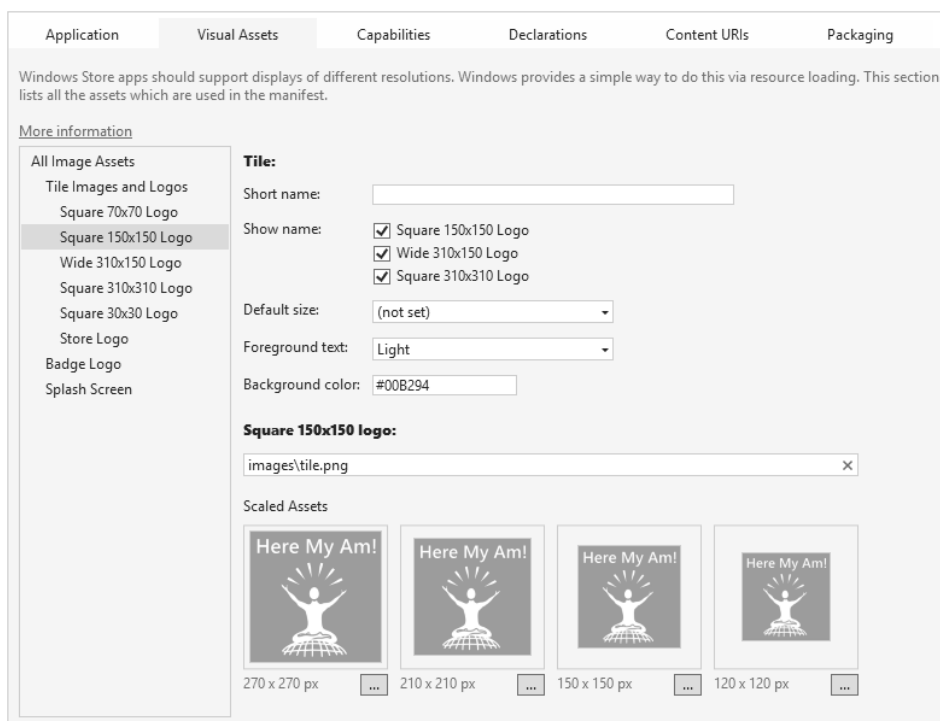 Application Visual Assets Capabilities Declarations Content URIs Packaging
Windows Store apps should support displays of different resolutions. Windows provides a simple way to do this via resource loading. This section
lists all the assets which are used in the manifest.
More information
All Image Assets
Tile Images and Logos
Square 70x70 Logo
Square 150x150 Logo
Wide 310x150 Logo
Square 310x310 Logo
Square 30x30 Logo
Store Logo
Badge Logo
Splash Screen
Tile:
Short name:
Show name:
Square 150x150 Logo
Wide 310x150 Logo
Square 310x310 Logo
Default size: (not set)
Foreground text: Light
Background color: #00B294
Square 150x150 logo:
images\tile.png
Scaled Assets
Here My Am! Here My Am! Here My Am! Here My Am!
270 x 270 px ... 210 x 210 px ... 150 x 150 px ... 120 x 120 px ...